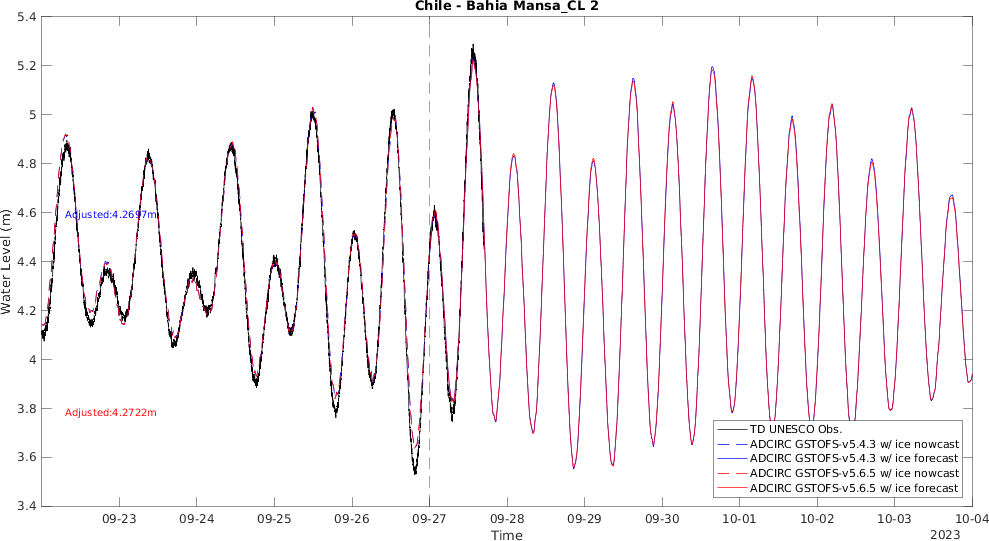 Chile - Bahia Mansa_CL 2
5.4
5.2
5
4.8
4.6
4.4
4.2
4
3.8
3.6
3.4
Water Level (m)
Adjusted:4.2697m
Adjusted:4.2722m
TD UNESCO Obs.
ADCIRC GSTOFS-v5.4.3 w/ ice nowcast
ADCIRC GSTOFS-v5.4.3 w/ ice forecast
ADCIRC GSTOFS-v5.6.5 w/ ice nowcast
ADCIRC GSTOFS-v5.6.5 w/ ice forecast
09-23 09-24 09-25 09-26 09-27 09-28 09-29 09-30 10-01 10-02 10-03 10-04
Time
2023